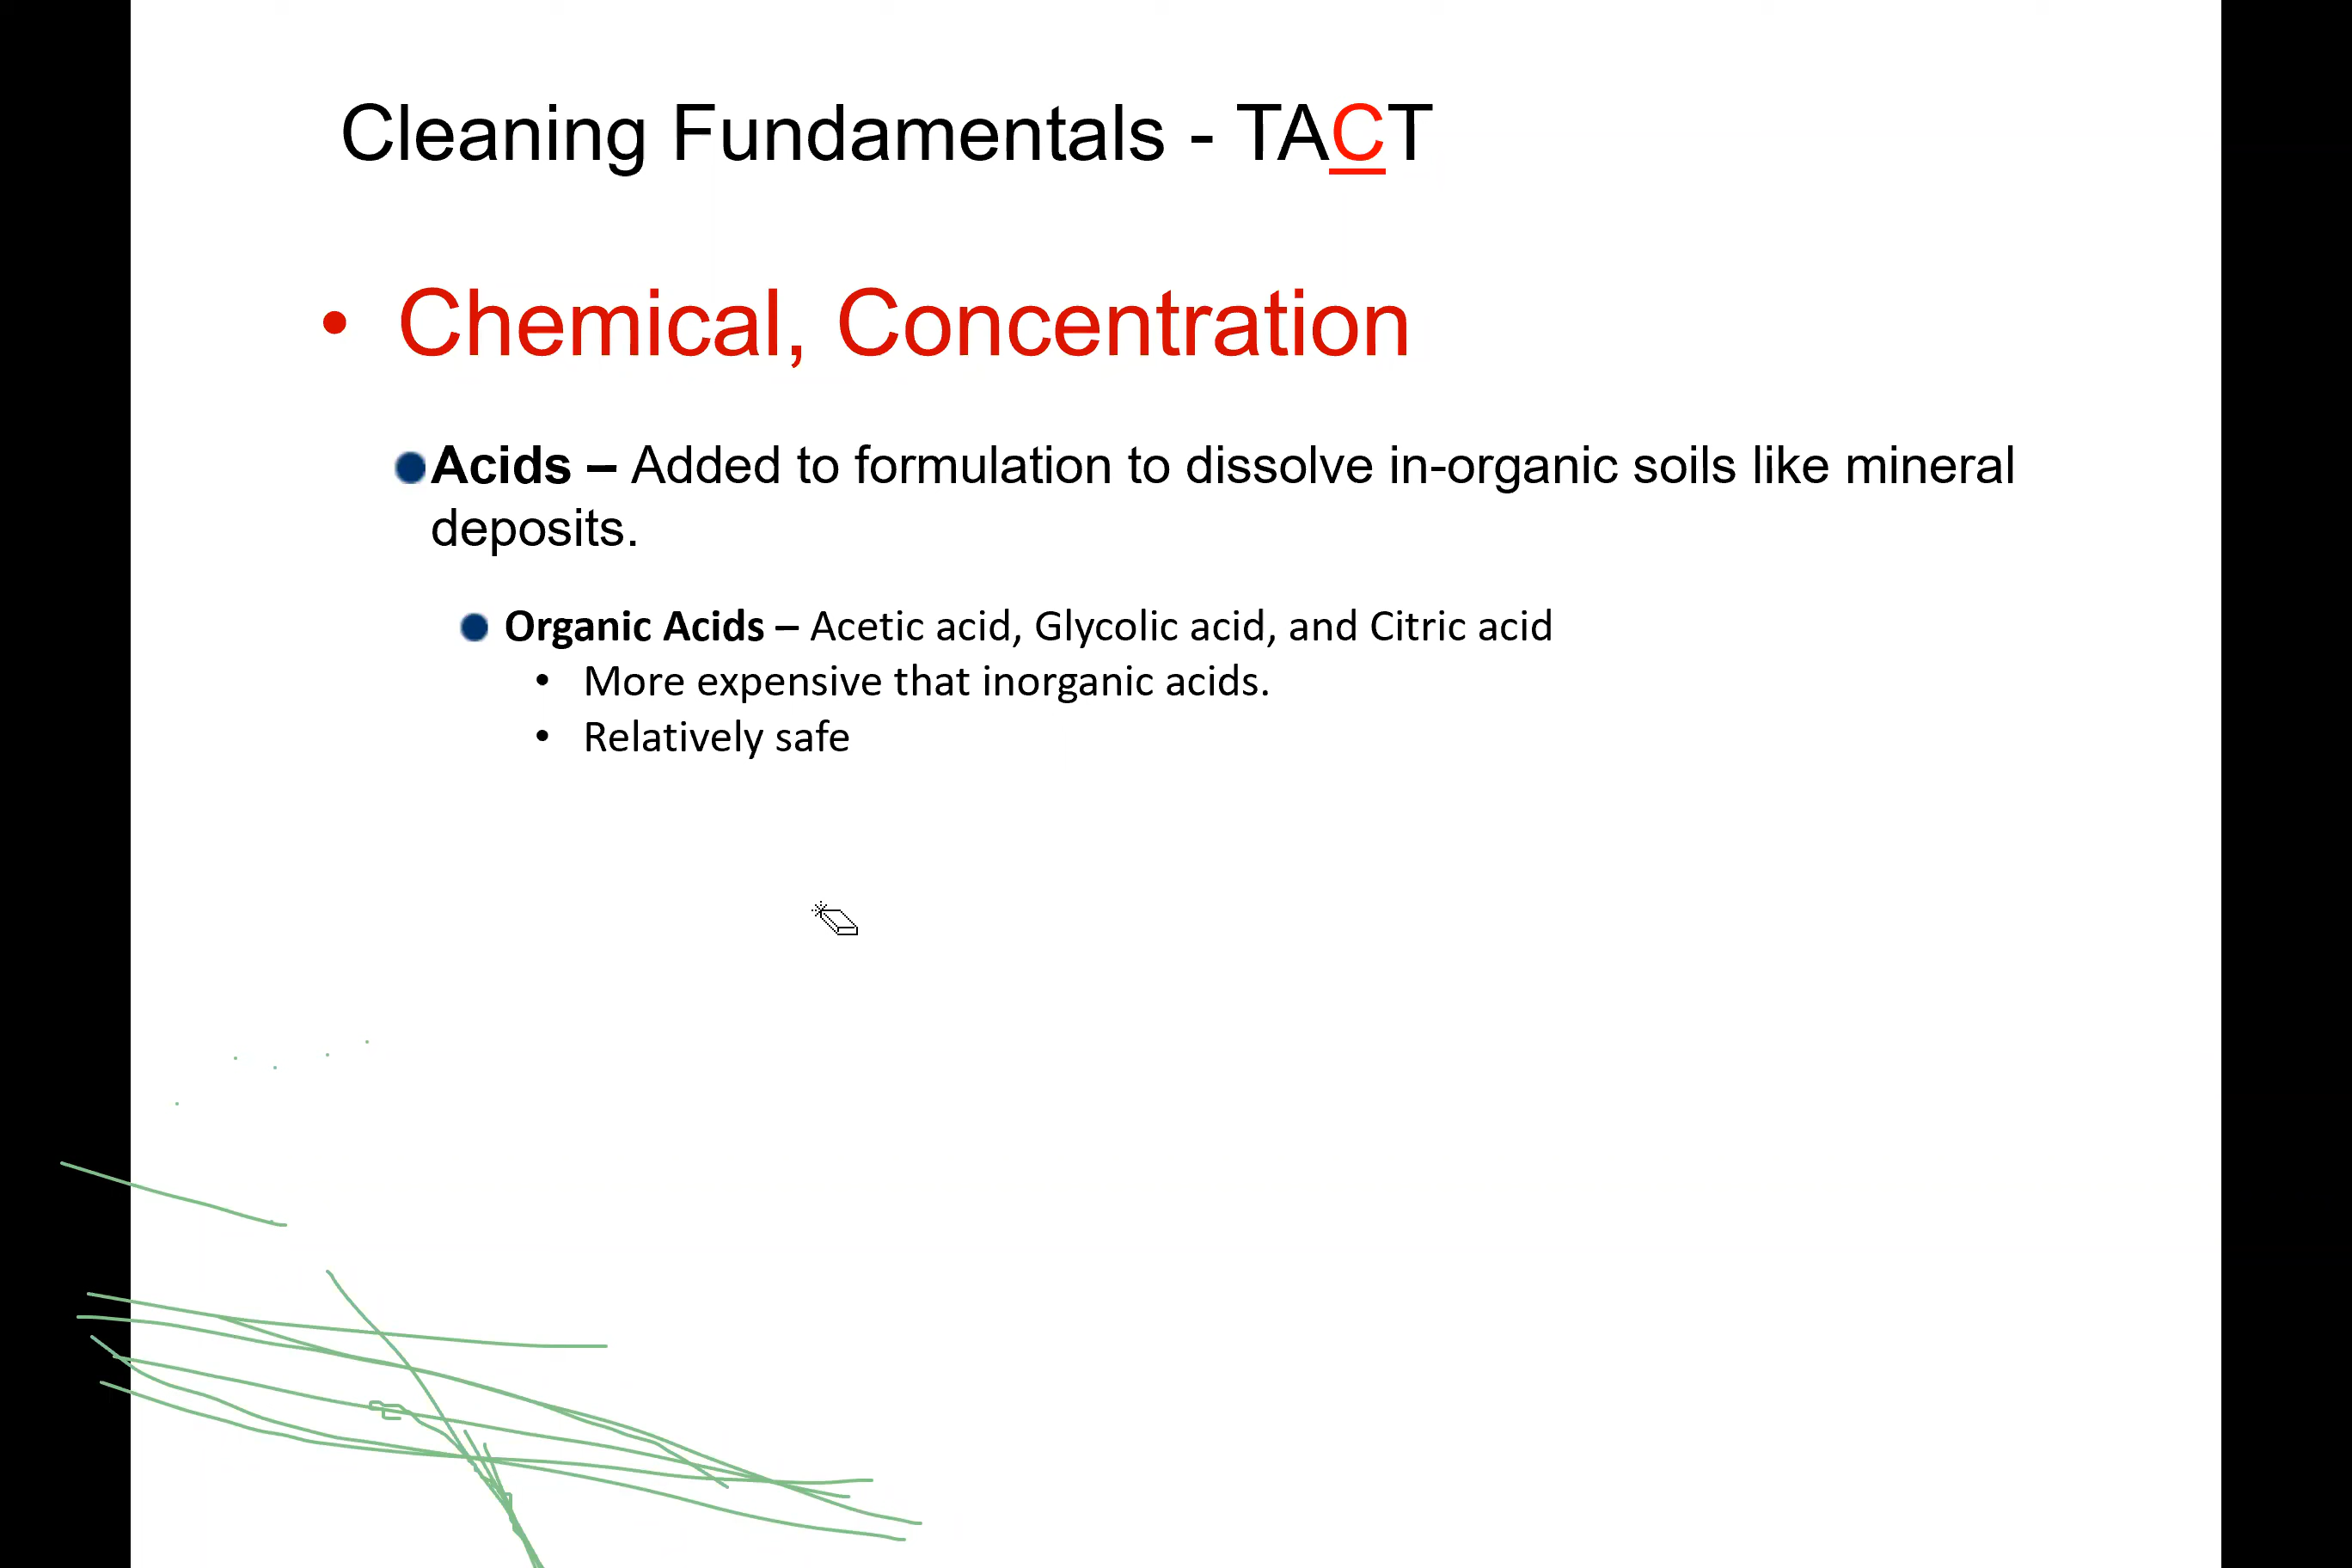 Cleaning Fundamentals - TACT
• Chemical, Concentration
Acids – Added to formulation to dissolve in-organic soils like mineral
deposits.
Organic Acids – Acetic acid, Glycolic acid, and Citric acid
• More expensive that inorganic acids.
• Relatively safe